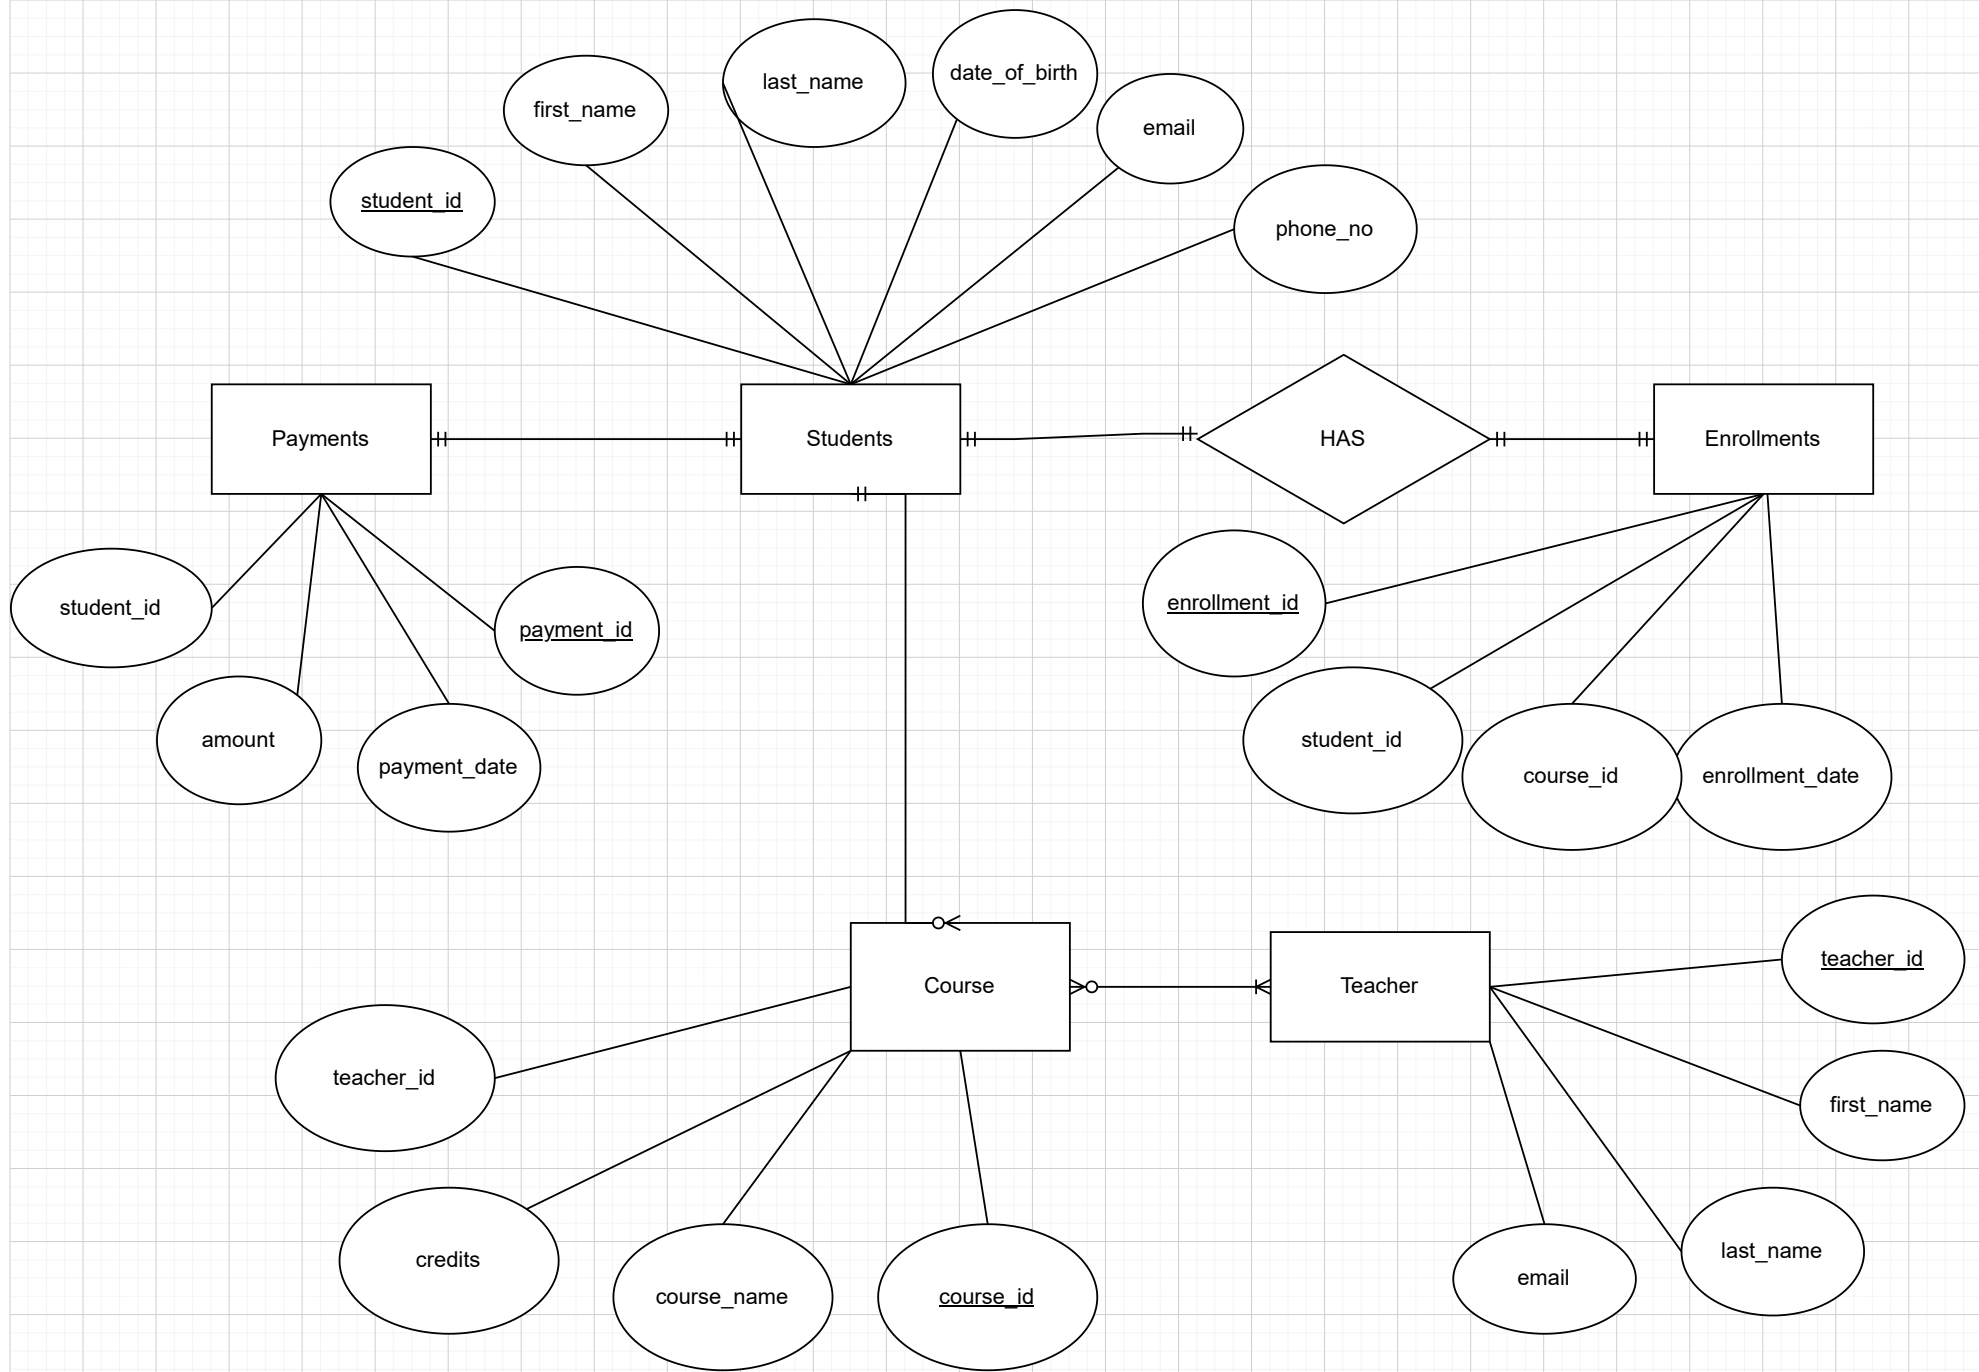 date_of_birth
last_name
first_name
email
student_id
phone_no
Payments
Students
HAS
Enrollments
student_id
payment_id
enrollment_id
amount
payment_date
student_id
course_id
enrollment_date
teacher_id
Course
Teacher
teacher_id
first_name
credits
course_name
course_id
email
last_name